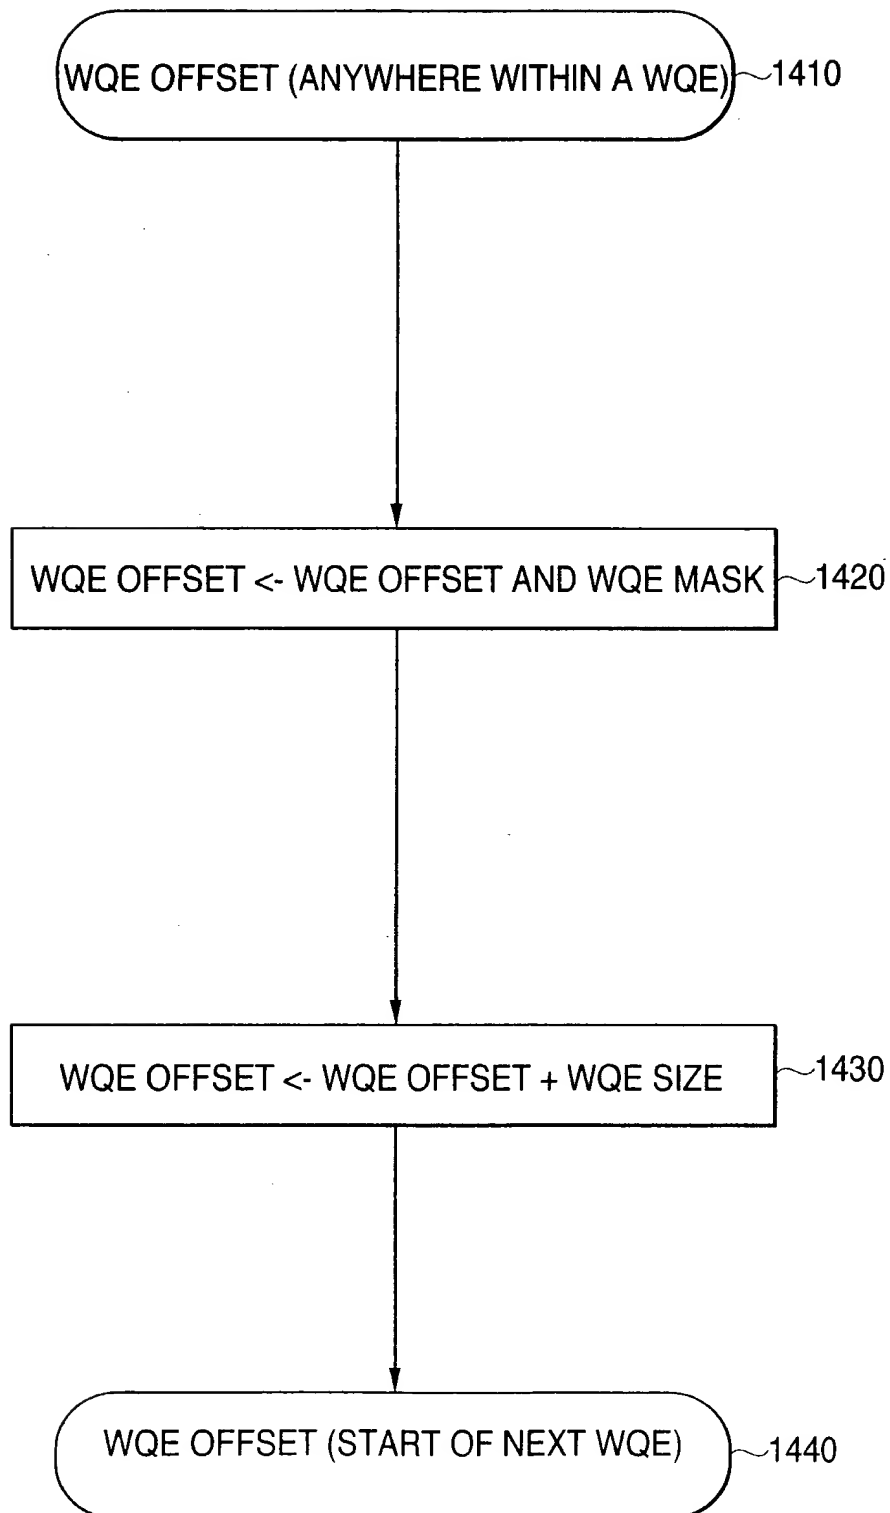 WQE OFFSET (ANYWHERE WITHIN A WQE) 1410
WQE OFFSET <- WQE OFFSET AND WQE MASK 1420
WQE OFFSET <- WQE OFFSET + WQE SIZE 1430
WQE OFFSET (START OF NEXT WQE) 1440